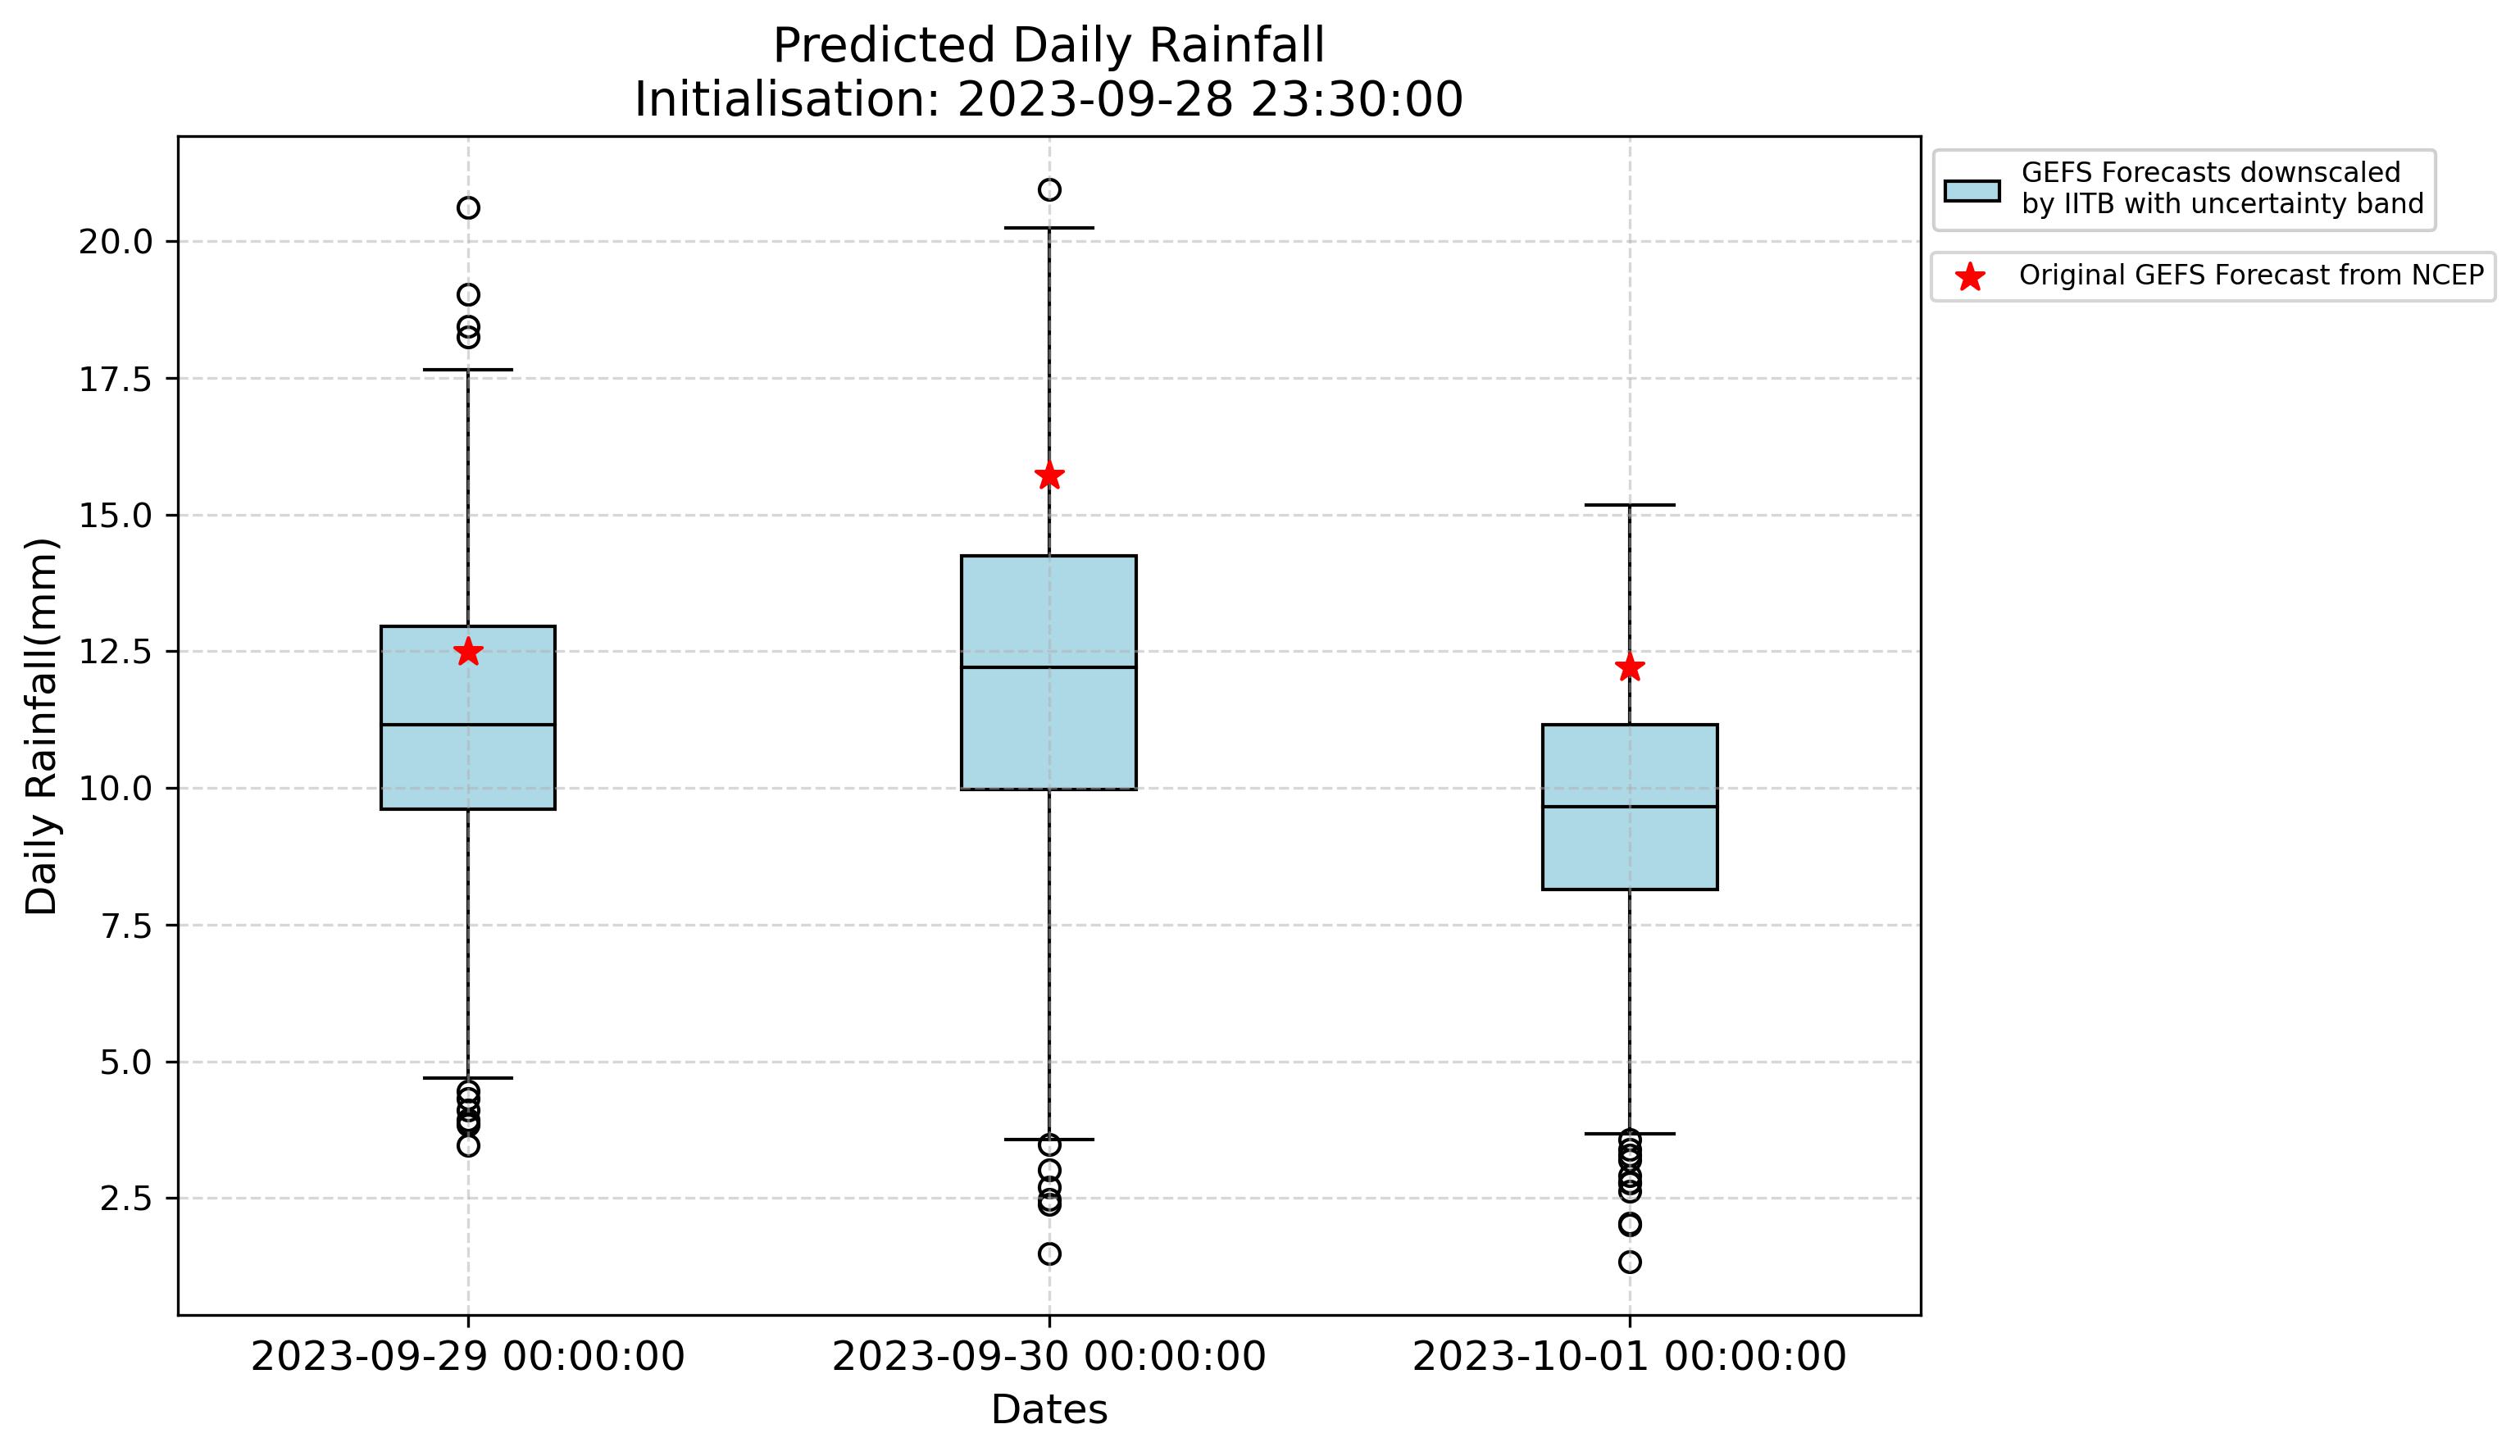 Predicted Daily Rainfall
Initialisation: 2023-09-28 23:30:00
GEFS Forecasts downscaled
by IITB with uncertainty band
Original GEFS Forecast from NCEP
Daily Rainfall(mm)
20.0
17.5
15.0
12.5
10.0
7.5
5.0
2.5
2023-09-29 00:00:00
2023-09-30 00:00:00
2023-10-01 00:00:00
Dates